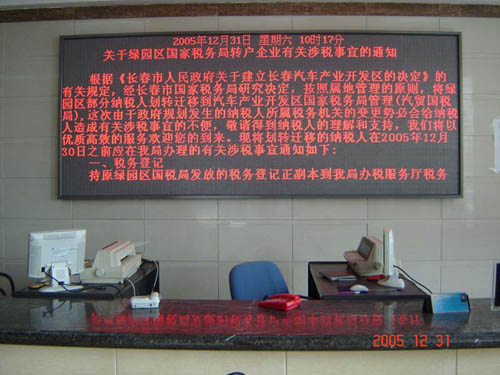 2005年12月31日 星期六 10时17分
关于绿园区国家税务局转户企业有关涉税事宜的通知
根据《长春市人民政府关于建立长春汽车产业开发区的决定》的
有关规定，经长春市国家税务局研究决定，按照属地管理的原则，将绿
园区部分纳税人划转迁移到汽车产业开发区国家税务局管理(汽贸国税
局),这次由于政府规划发生的纳税人所属税务机关的变更势必会给纳税
人造成有关涉税事宜的不便，敬请得到纳税人的理解和支持，我们将以
优质高效的服务欢迎您的到来。现将划转迁移的纳税人在2005年12月
30日之前应在我局办理的有关涉税事宜通知如下：
一、税务登记
持原绿园区国税局发放的税务登记正副本到我局办税服务厅税务
2005 12 31